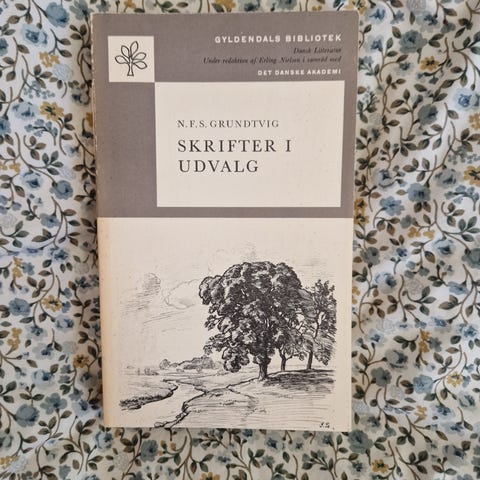 GYLDENDALS BIBLIOTEK
Dansk Litteratur
Under redaktion af Erling Nielsen i samråd med
DET DANSKE AKADEMI
N.F.S. GRUNDTVIG
SKRIFTER I
UDVALG